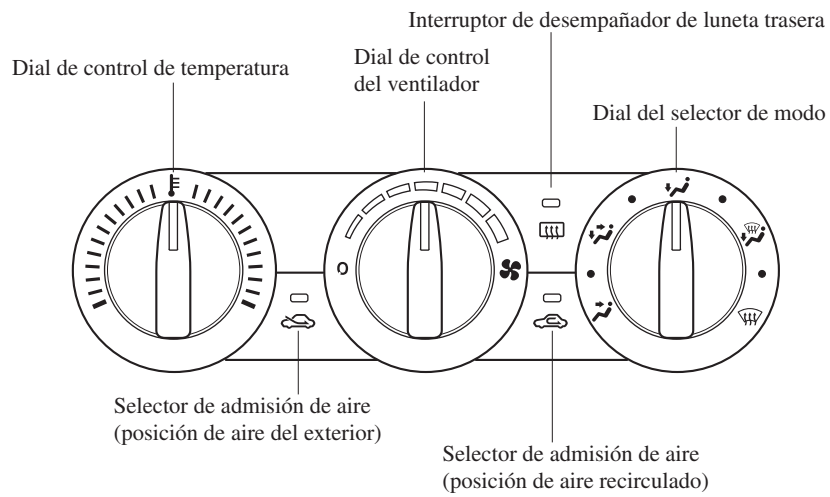 Interruptor de desempañador de luneta trasera
Dial de control de temperatura
Dial de control
del ventilador
Dial del selector de modo
0
Selector de admisión de aire
(posición de aire del exterior)
Selector de admisión de aire
(posición de aire recirculado)